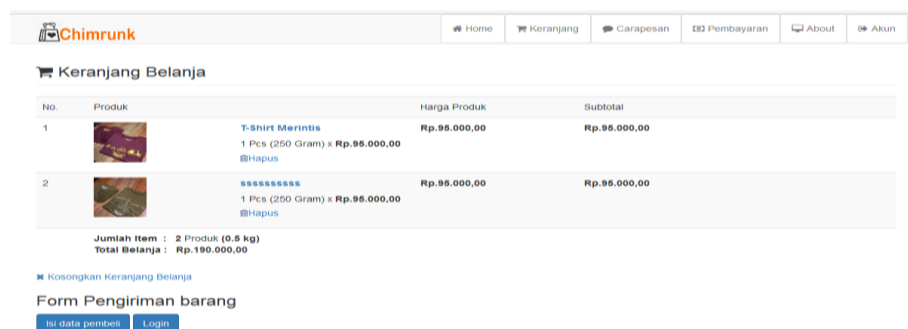 Chimrunk
Home Keranjang Carapesan Pembayaran About Akun
Keranjang Belanja
No. Produk Harga Produk Subtotal
1 T-Shirt Merintis Rp.95.000,00 Rp.95.000,00
1 Pcs (250 Gram) x Rp.95.000,00
Hapus
2 ssssssssss Rp.95.000,00 Rp.95.000,00
1 Pcs (250 Gram) x Rp.95.000,00
Hapus
Jumlah Item : 2 Produk (0.5 kg)
Total Belanja : Rp.190.000,00
Kosongkan Keranjang Belanja
Form Pengiriman barang
Isi data pembeli Login